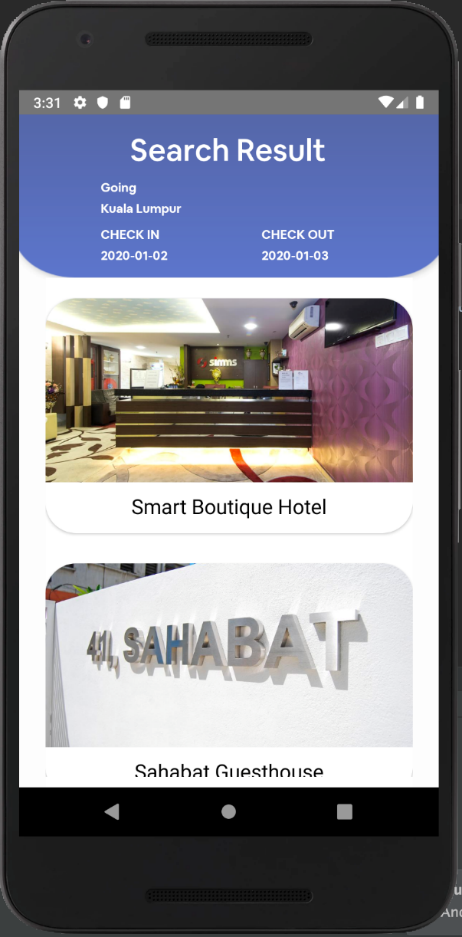 3:31
Search Result
Going
Kuala Lumpur
CHECK IN
CHECK OUT
2020-01-02
2020-01-03
Smart Boutique Hotel
41, SAHABAT
Sahabat Guesthouse